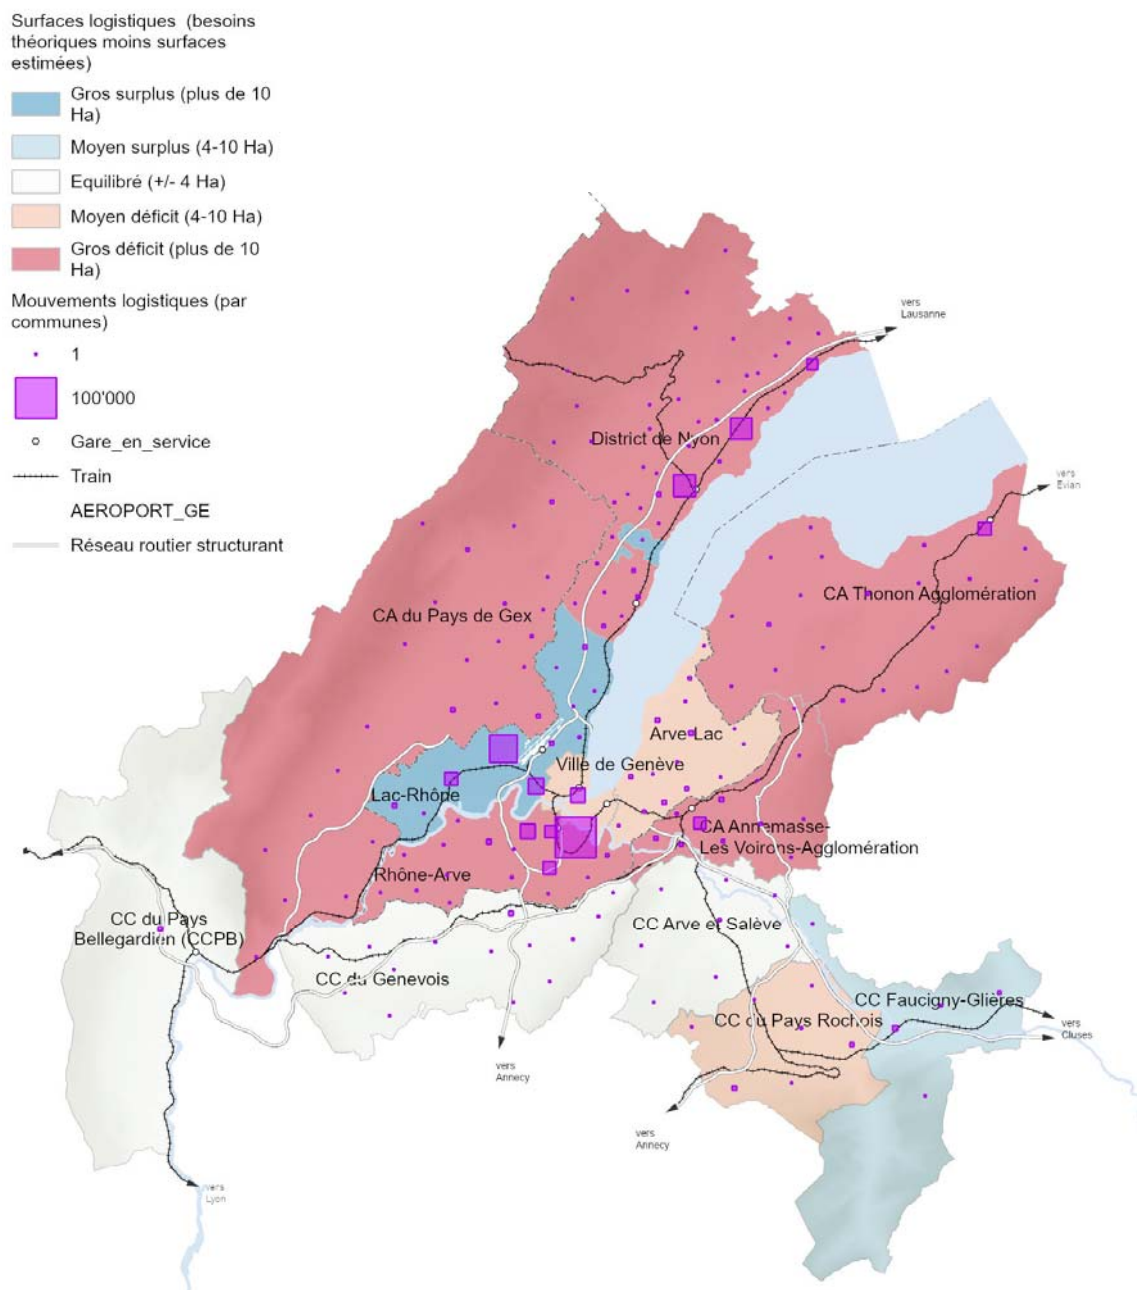 Surfaces logistiques (besoins
théoriques moins surfaces
estimées)
Gros surplus (plus de 10
Ha)
Moyen surplus (4-10 Ha)
Equilibré (+/- 4 Ha)
Moyen déficit (4-10 Ha)
Gros déficit (plus de 10
Ha)
Mouvements logistiques (par
communes)
1
100'000
Gare_en_service
Train
AEROPORT_GE
Réseau routier structurant
vers
Lausanne
District de Nyon
vers
Evian
CA du Pays de Gex
CA Thonon Agglomération
Arve-Lac
Ville de Genève
Lac-Rhône
CA Annemasse-
Les Voirons-Agglomération
Rhône-Arve
CC du Pays
Bellegardien (CCPB)
CC Arve et Salève
CC du Genevois
CC Faucigny-Glières
CC du Pays Rochois
vers
Cluses
vers
Annecy
vers
Annecy
vers
Lyon